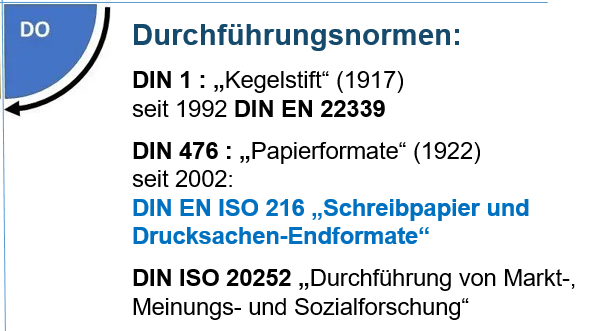 DO
Durchführungsnormen:
DIN 1 : „Kegelstift“ (1917)
seit 1992 DIN EN 22339
DIN 476 : „Papierformate“ (1922)
seit 2002:
DIN EN ISO 216 „Schreibpapier und
Drucksachen-Endformate“
DIN ISO 20252 „Durchführung von Markt-,
Meinungs- und Sozialforschung“